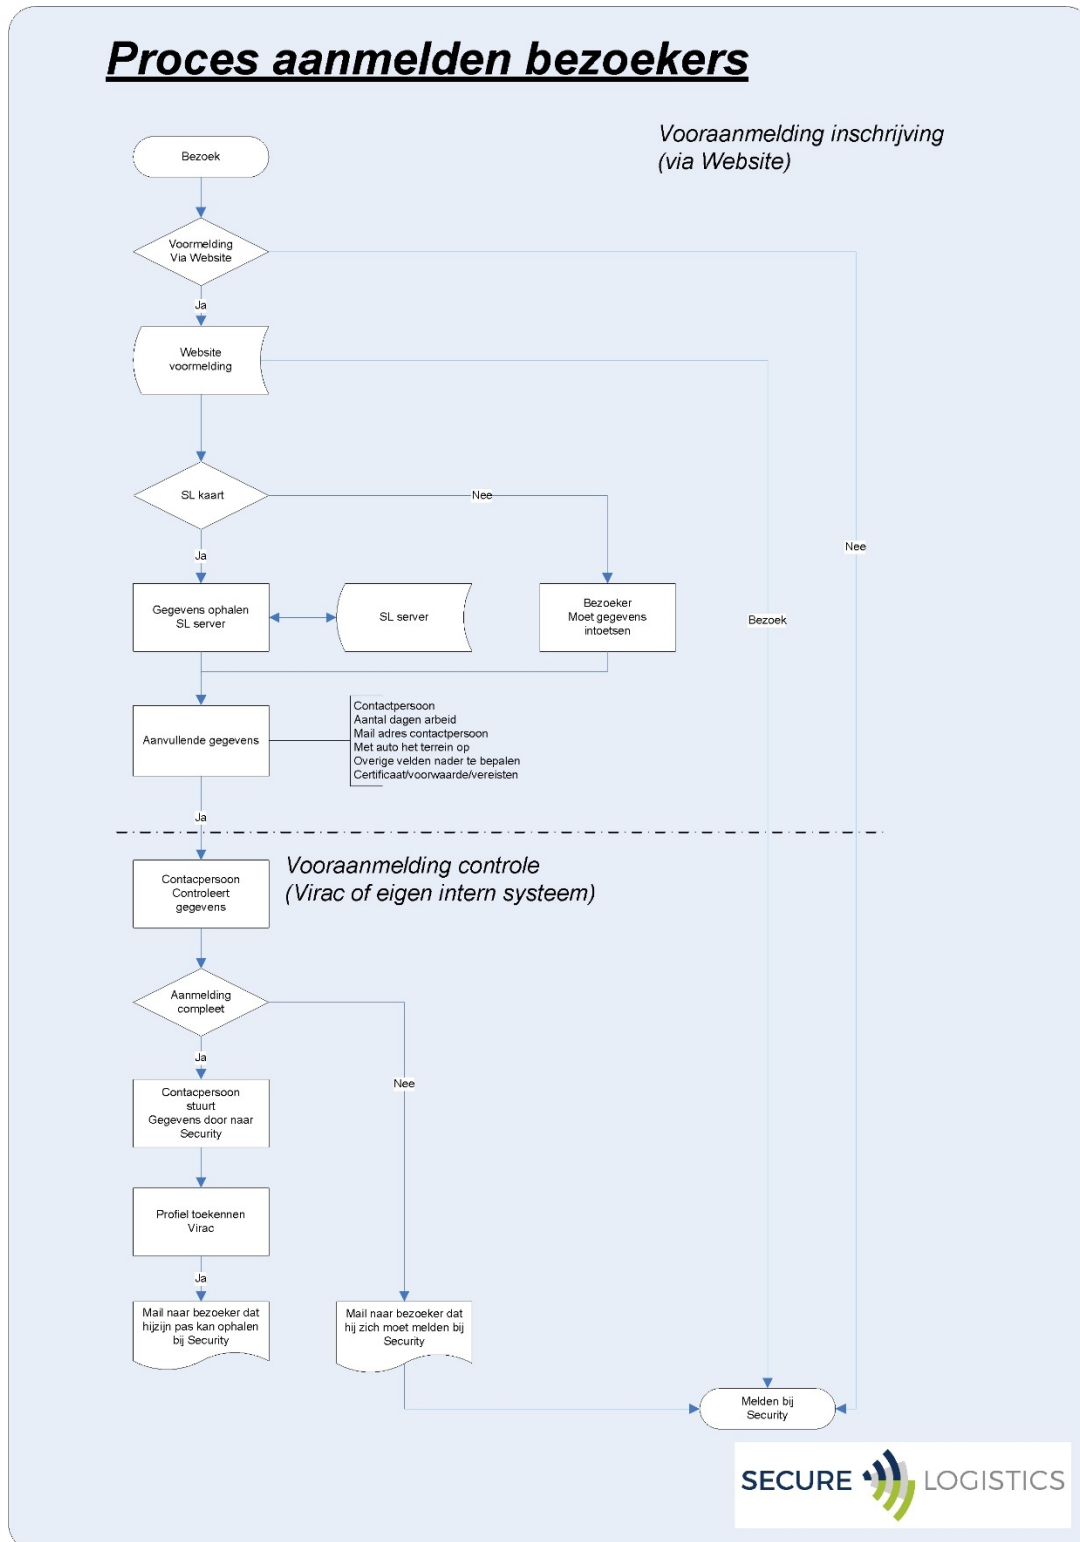 Proces aanmelden bezoekers
Vooraanmelding inschrijving
(via Website)
Bezoek
Voormelding
Via Website
Ja
Website
voormelding
SL kaart
Nee
Nee
Ja
Gegevens ophalen
SL server
SL server
Bezoeker
Moet gegevens
intoetsen
Bezoek
Aanvullende gegevens
Contactpersoon
Aantal dagen arbeid
Mail adres contactpersoon
Met auto het terrein op
Overige velden nader te bepalen
Certificaat/voorwaarde/vereisten
Ja
Vooraanmelding controle
(Virac of eigen intern systeem)
Contacpersoon
Controleert
gegevens
Aanmelding
compleet
Ja
Nee
Contacpersoon
stuurt
Gegevens door naar
Security
Profiel toekennen
Virac
Ja
Mail naar bezoeker dat
hijzijn pas kan ophalen
bij Security
Mail naar bezoeker dat
hij zich moet melden bij
Security
Melden bij
Security
SECURE LOGISTICS